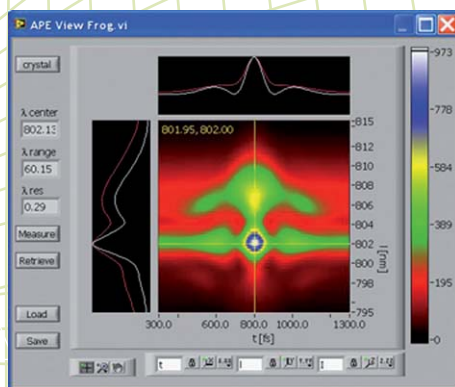 APE View Frog.vi
crystal
λ center
802.13
λ range
60.15
λ res
0.29
Measure
Retrieve
Load
Save
801.95, 802.00
815
812
810
808
806
804
802
800
798
795
l [nm]
300.0 600.0 800.0 1000.0 1300.0
t [fs]
973
778
584
389
195
0
t
l
I